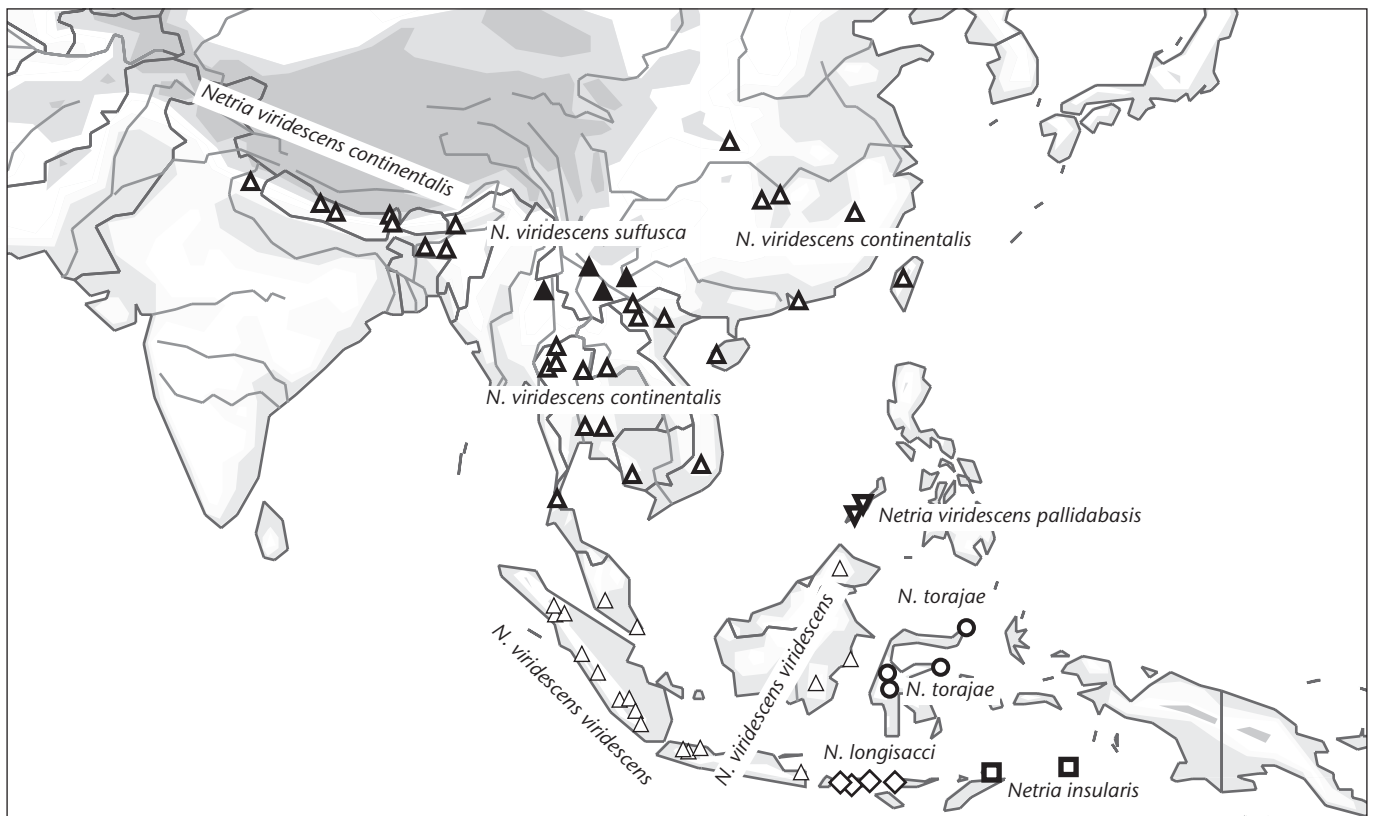 Netria viridescens continentalis
N. viridescens suffusca
N. viridescens continentalis
N. viridescens continentalis
Netria viridescens pallidabasis
N. torajae
N. viridescens viridescens
N. viridescens viridescens
N. torajae
N. longisacci
Netria insularis